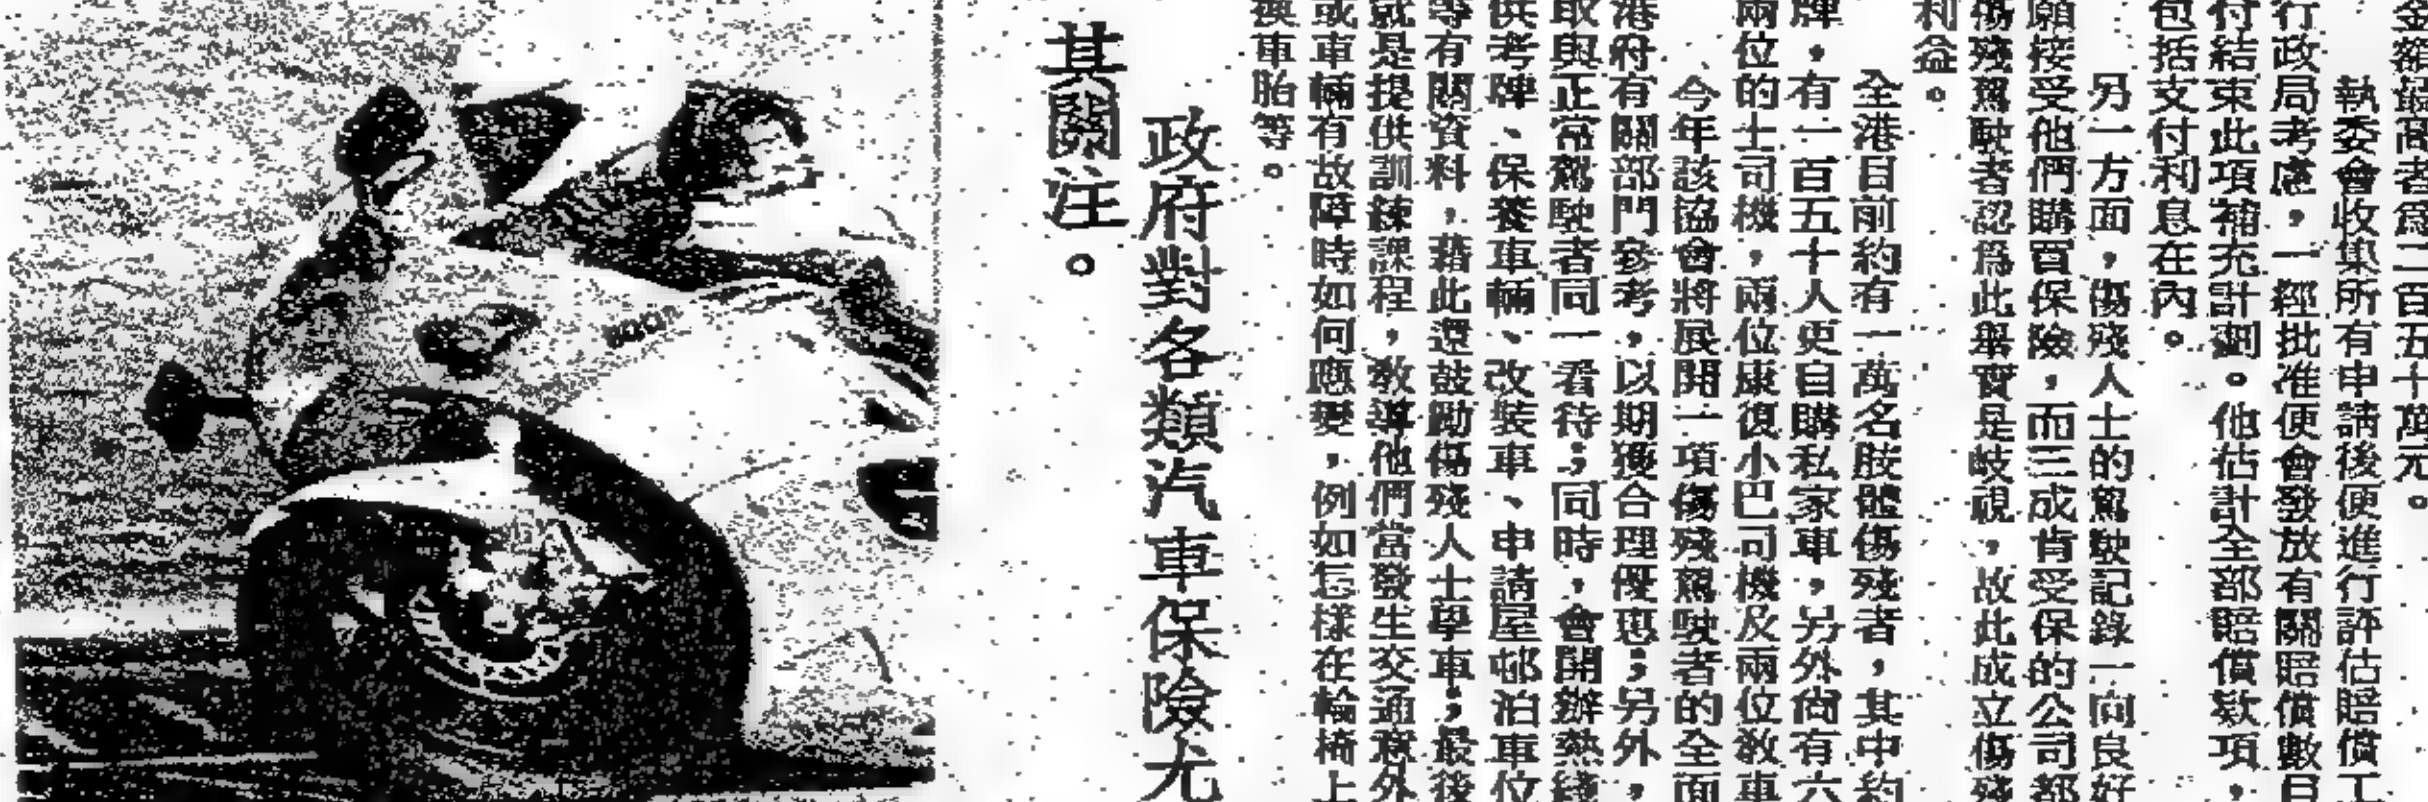 金額最高者為二百五十萬元。
執委會收集所有申請後便進行評估賠償工
行政局考慮，一經批准便會發放有關賠償數目
付結束此項補充計劃。他估計全部賠償欵項，
包括支付利息在內。
另一方面，傷殘人士的駕駛記錄一向良好
願接受他們購買保險，而三成肯受保的公司都
傷殘駕駛者認為此舉實是歧視，故此成立傷殘
利益。
全港目前約有一萬名肢體傷殘者，其中約
牌，有一百五十人更自購私家車，另外尚有六
兩位的士司機，兩位康復小巴司機及兩位教車
今年該協會將展開一項傷殘駕駛者的全面
港府有關部門參考，以期獲合理優惠；另外，
取與正常駕駛者同一看待；同時，會開辦熱綫
供考牌、保養車輛、改裝車、申請屋邨泊車位
等有關資料，藉此還鼓勵傷殘人士學車；最後
就是提供訓練課程，教導他們當發生交通意外
或車輛有故障時如何應變，例如怎樣在輪椅上
換車胎等。
政府對各類汽車保險尤
其關注。